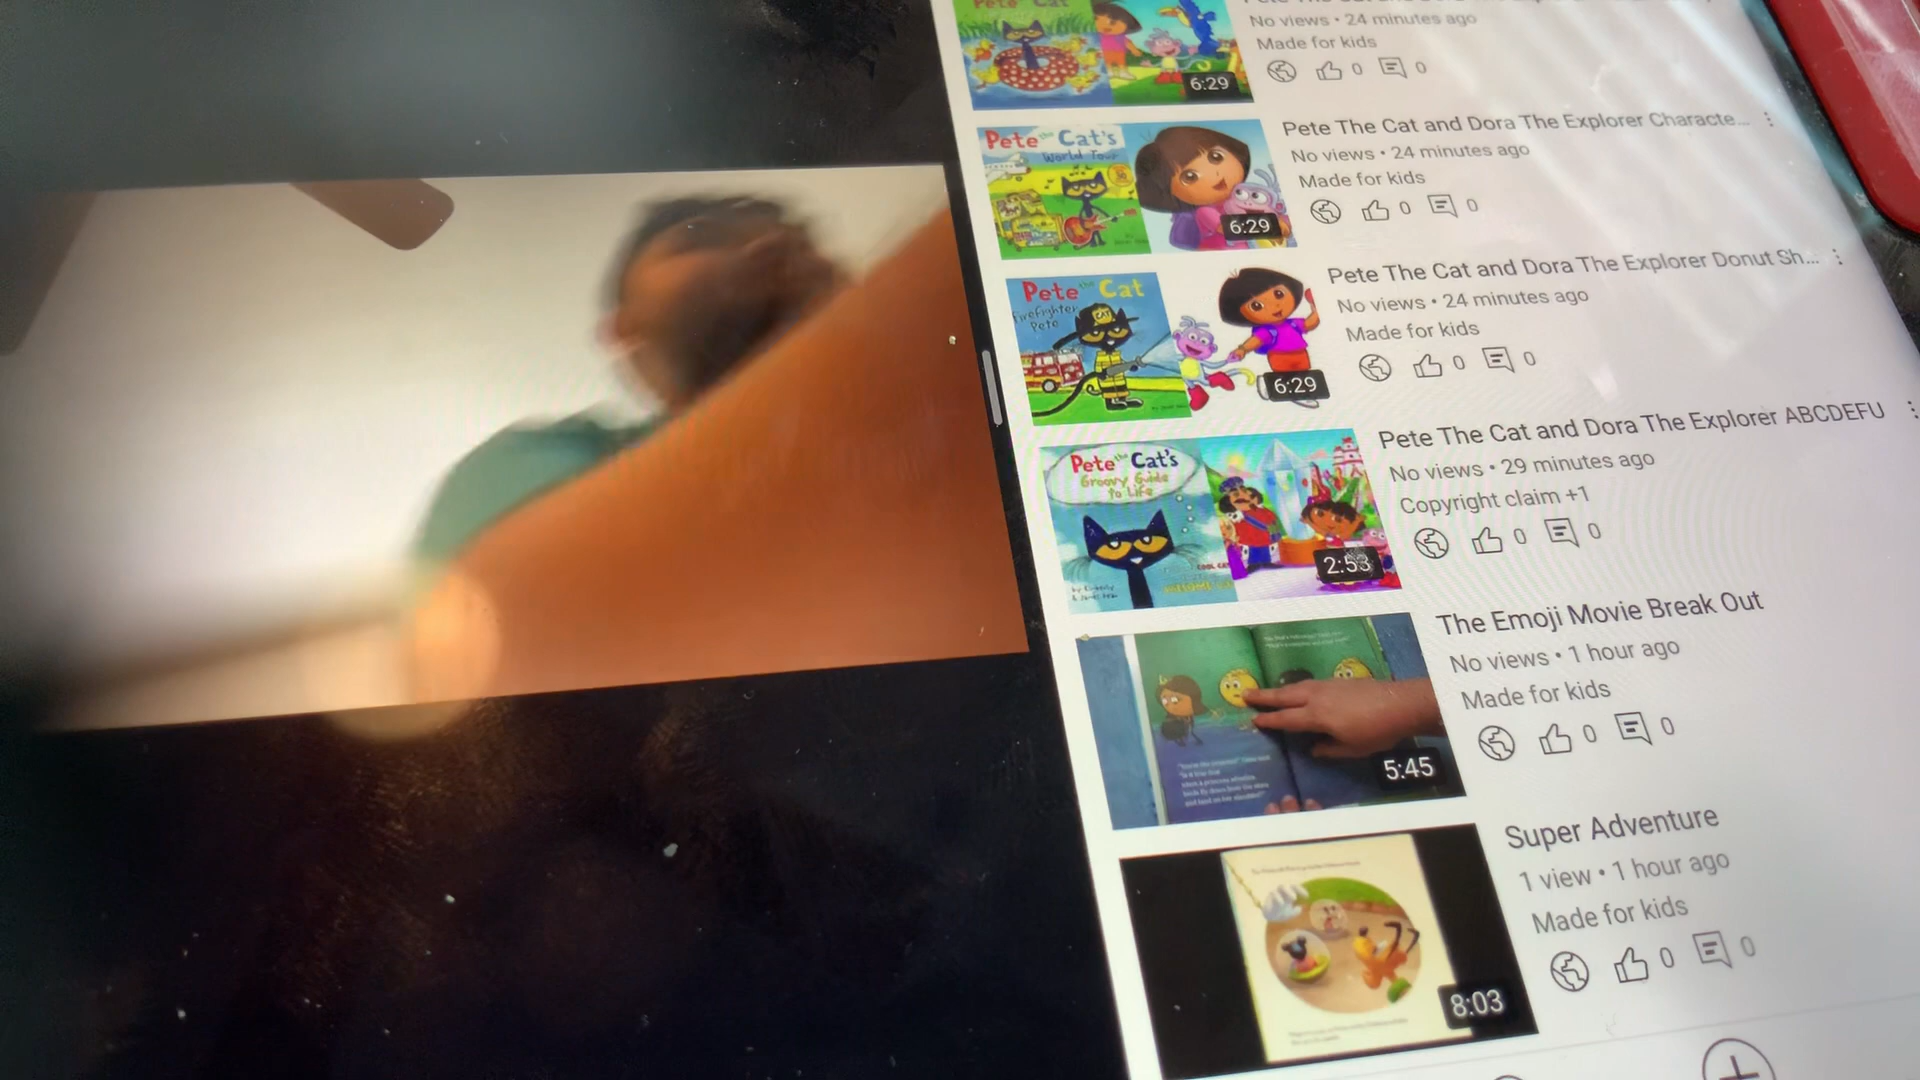 Pete the Cat
No views • 24 minutes ago
Made for kids
0 0
6:29
Pete the Cat's
World Tour
6:29
Pete The Cat and Dora The Explorer Characte...
No views • 24 minutes ago
Made for kids
0 0
Pete the Cat
Firefighter
Pete
CAT
6:29
Pete The Cat and Dora The Explorer Donut Sh...
No views • 24 minutes ago
Made for kids
0 0
Pete the Cat's
Groovy Guide
to Life
2:53
Pete The Cat and Dora The Explorer ABCDEFU
No views • 29 minutes ago
Copyright claim +1
0 0
5:45
The Emoji Movie Break Out
No views • 1 hour ago
Made for kids
0 0
8:03
Super Adventure
1 view • 1 hour ago
Made for kids
0 0